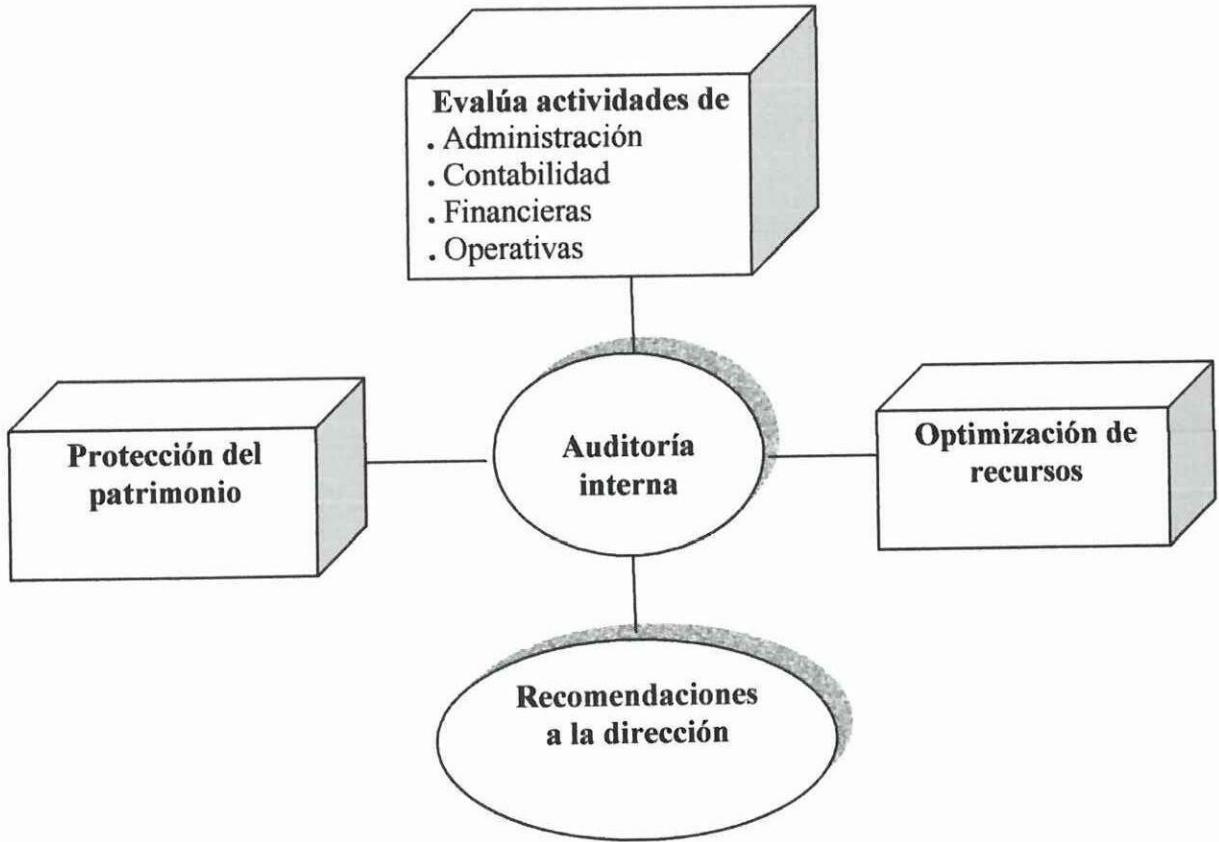 Evalúa actividades de
. Administración
. Contabilidad
. Financieras
. Operativas
Protección del
patrimonio
Auditoría
interna
Optimización de
recursos
Recomendaciones
a la dirección